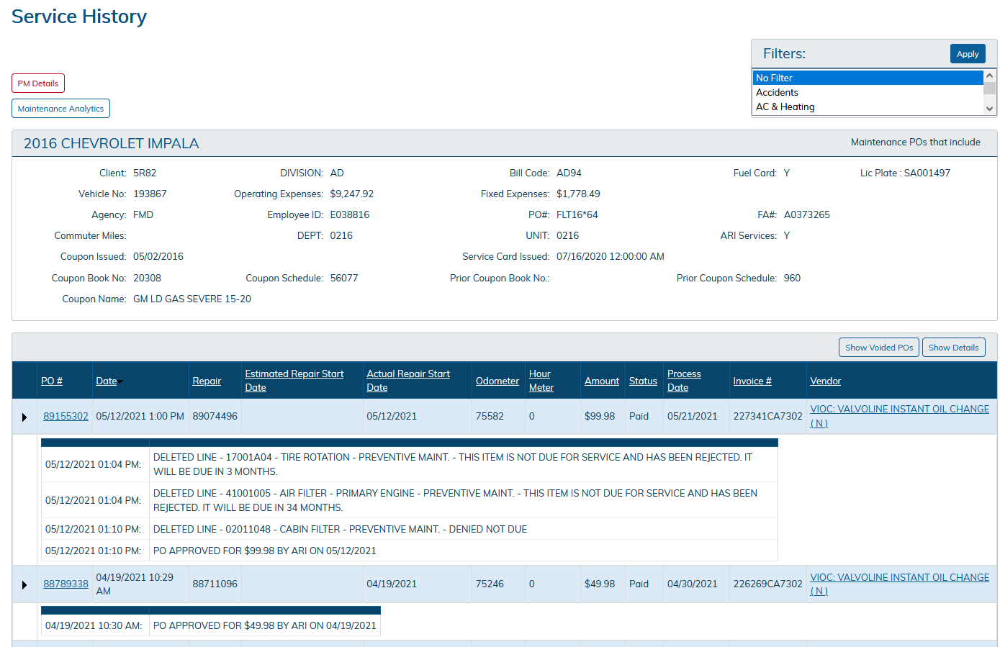 Service History
Filters:
Apply
No Filter
Accidents
AC & Heating
PM Details
Maintenance Analytics
2016 CHEVROLET IMPALA
Maintenance POs that include
Client: 5R82
DIVISION: AD
Bill Code: AD94
Fuel Card: Y
Lic Plate : SA001497
Vehicle No: 193867
Operating Expenses: $9,247.92
Fixed Expenses: $1,778.49
Agency: FMD
Employee ID: E038816
PO#: FLT16*64
FA#: A0373265
Commuter Miles:
DEPT: 0216
UNIT: 0216
ARI Services: Y
Coupon Issued: 05/02/2016
Service Card Issued: 07/16/2020 12:00:00 AM
Coupon Book No: 20308
Coupon Schedule: 56077
Prior Coupon Book No.:
Prior Coupon Schedule: 960
Coupon Name: GM LD GAS SEVERE 15-20
Show Voided POs
Show Details
PO #
Date
Repair
Estimated Repair Start
Date
Actual Repair Start
Date
Odometer
Hour
Meter
Amount
Status
Process
Date
Invoice #
Vendor
89155302
05/12/2021 1:00 PM
89074496
05/12/2021
75582
0
$99.98
Paid
05/21/2021
227341CA7302
VIOC: VALVOLINE INSTANT OIL CHANGE
( N )
05/12/2021 01:04 PM:
DELETED LINE - 17001A04 - TIRE ROTATION - PREVENTIVE MAINT. - THIS ITEM IS NOT DUE FOR SERVICE AND HAS BEEN REJECTED. IT
WILL BE DUE IN 3 MONTHS.
05/12/2021 01:04 PM:
DELETED LINE - 41001005 - AIR FILTER - PRIMARY ENGINE - PREVENTIVE MAINT. - THIS ITEM IS NOT DUE FOR SERVICE AND HAS BEEN
REJECTED. IT WILL BE DUE IN 34 MONTHS.
05/12/2021 01:10 PM:
DELETED LINE - 02011048 - CABIN FILTER - PREVENTIVE MAINT. - DENIED NOT DUE
05/12/2021 01:10 PM:
PO APPROVED FOR $99.98 BY ARI ON 05/12/2021
88789338
04/19/2021 10:29
AM
88711096
04/19/2021
75246
0
$49.98
Paid
04/30/2021
226269CA7302
VIOC: VALVOLINE INSTANT OIL CHANGE
( N )
04/19/2021 10:30 AM:
PO APPROVED FOR $49.98 BY ARI ON 04/19/2021